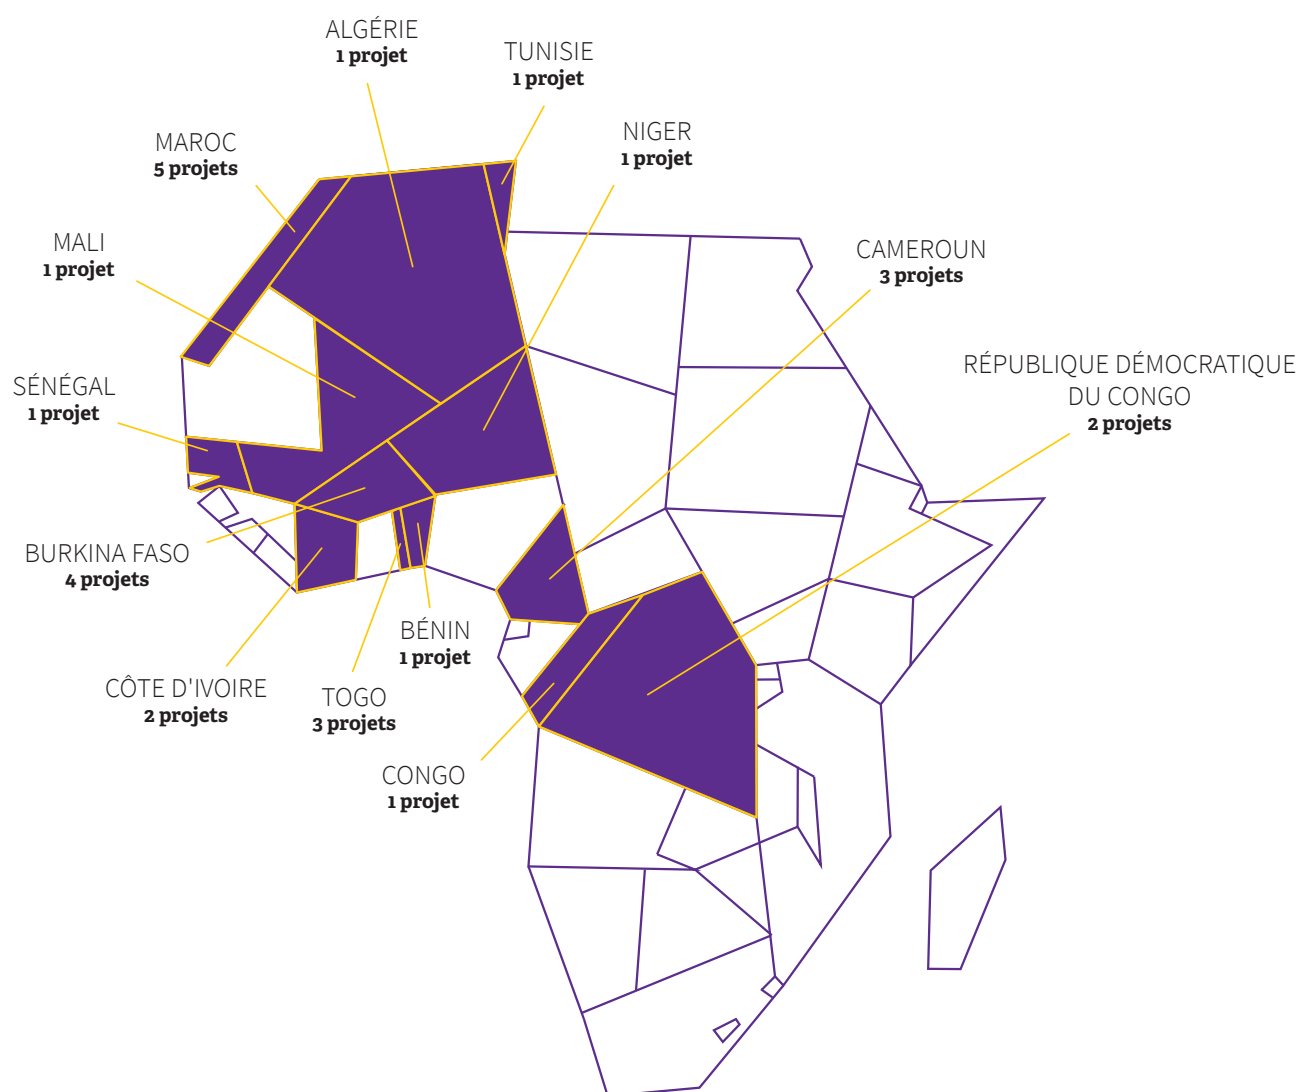 ALGÉRIE
1 projet
TUNISIE
1 projet
NIGER
1 projet
MAROC
5 projets
MALI
1 projet
CAMEROUN
3 projets
RÉPUBLIQUE DÉMOCRATIQUE
DU CONGO
2 projets
SÉNÉGAL
1 projet
BURKINA FASO
4 projets
BÉNIN
1 projet
CÔTE D'IVOIRE
2 projets
TOGO
3 projets
CONGO
1 projet